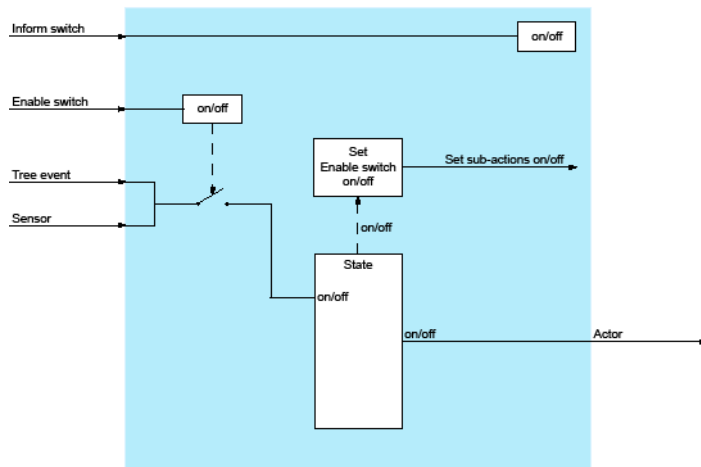 Inform switch
on/off
Enable switch
on/off
Set
Enable switch
on/off
Set sub-actions on/off
Tree event
Sensor
on/off
State
on/off
on/off
Actor